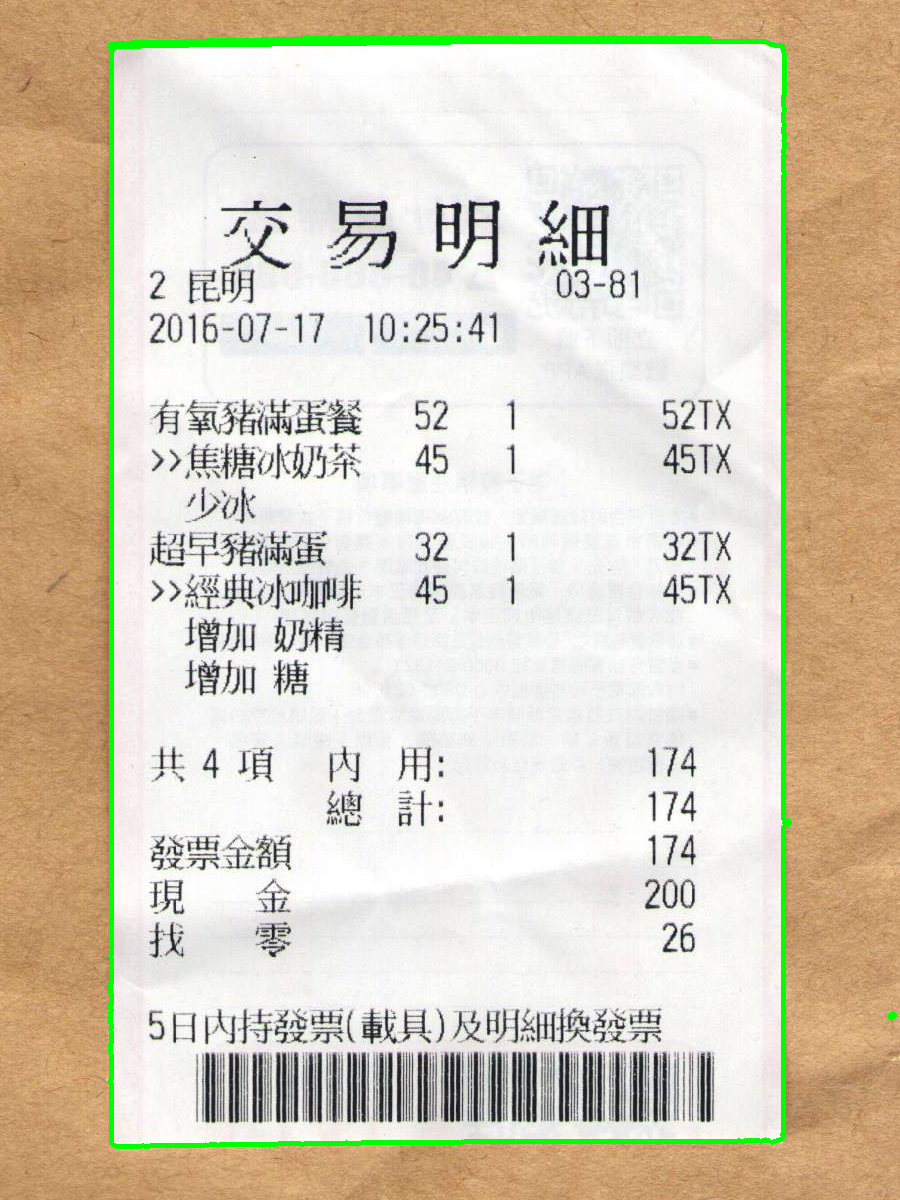 交易明細
2 昆明 03-81
2016-07-17 10:25:41
有氧豬滿蛋餐 52 1 52TX
>>焦糖冰奶茶 45 1 45TX
少冰
超早豬滿蛋 32 1 32TX
>>經典冰咖啡 45 1 45TX
增加 奶精
增加 糖
共 4 項 內 用: 174
總 計: 174
發票金額 174
現 金 200
找 零 26
5日內持發票(載具)及明細換發票